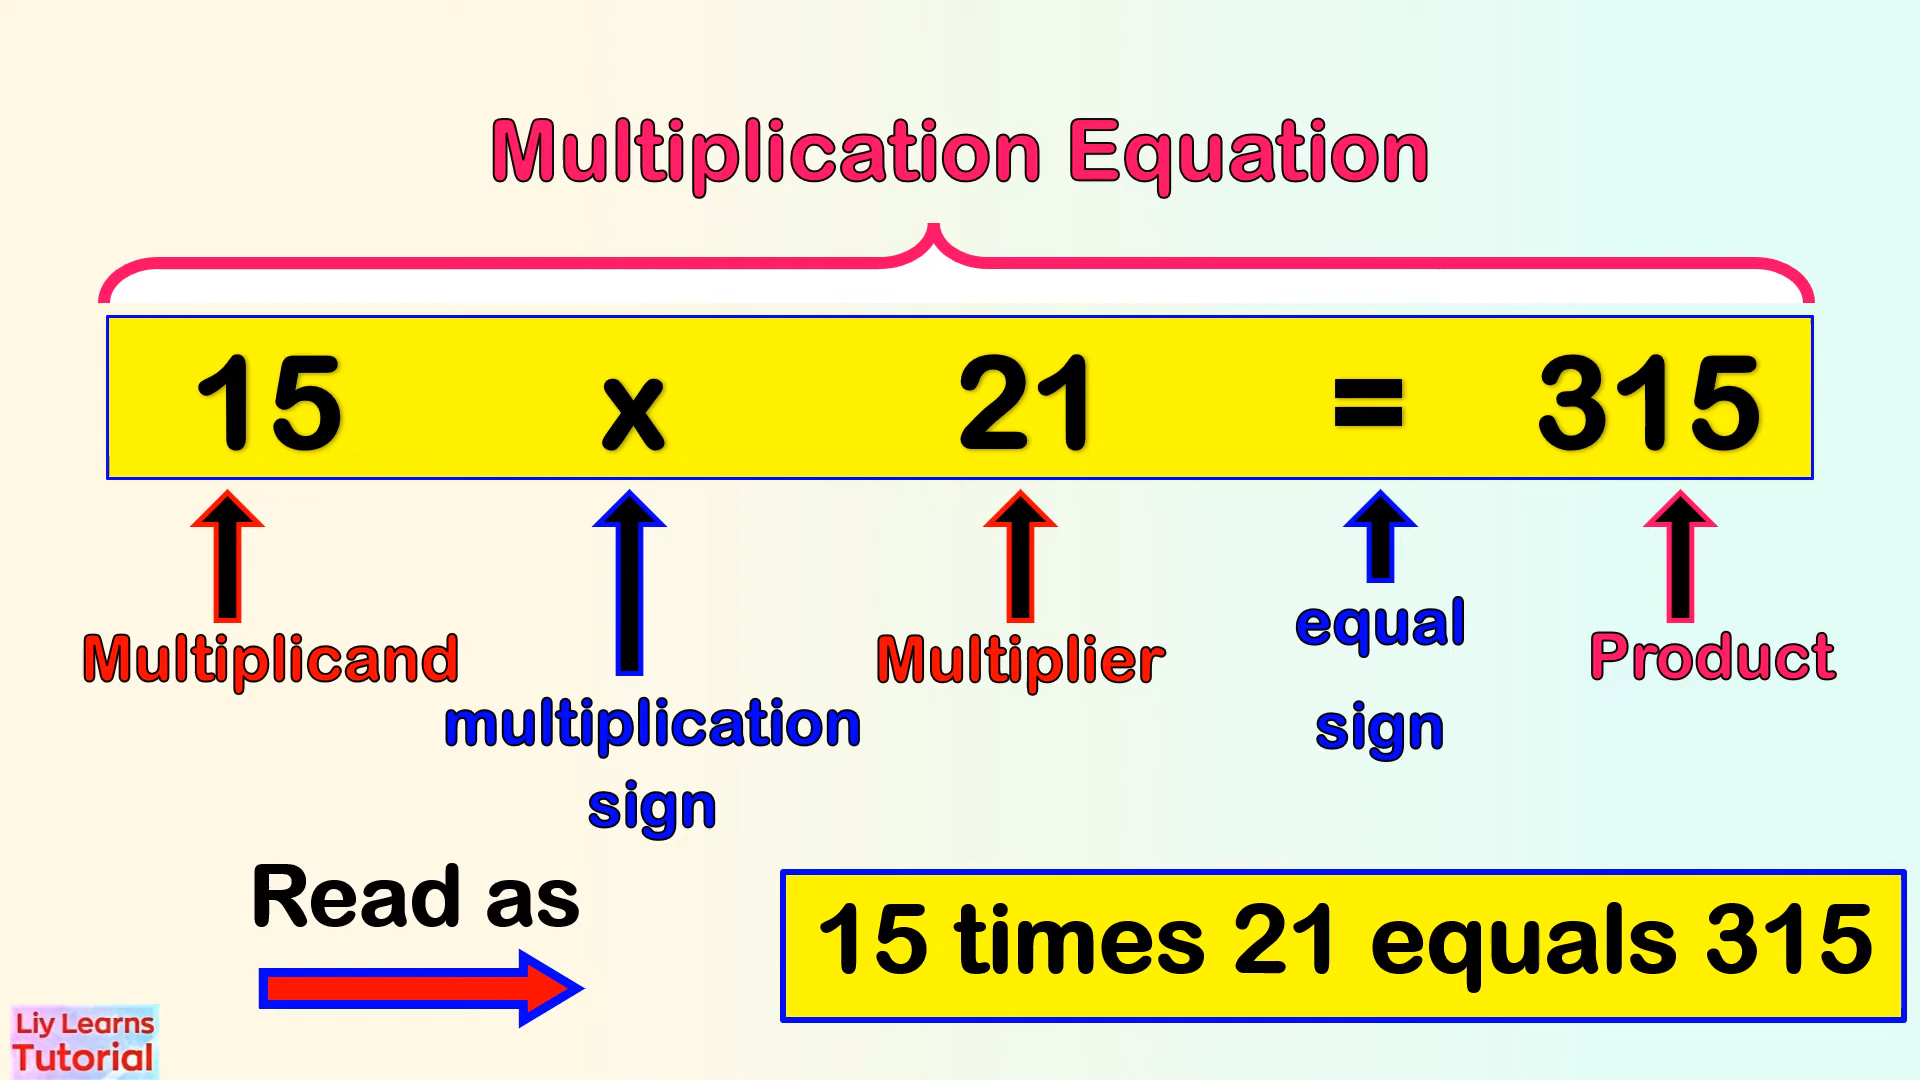 Multiplication Equation
15 x 21 = 315
Multiplicand
multiplication
sign
Multiplier
equal
sign
Product
Read as
15 times 21 equals 315
Liy Learns
Tutorial